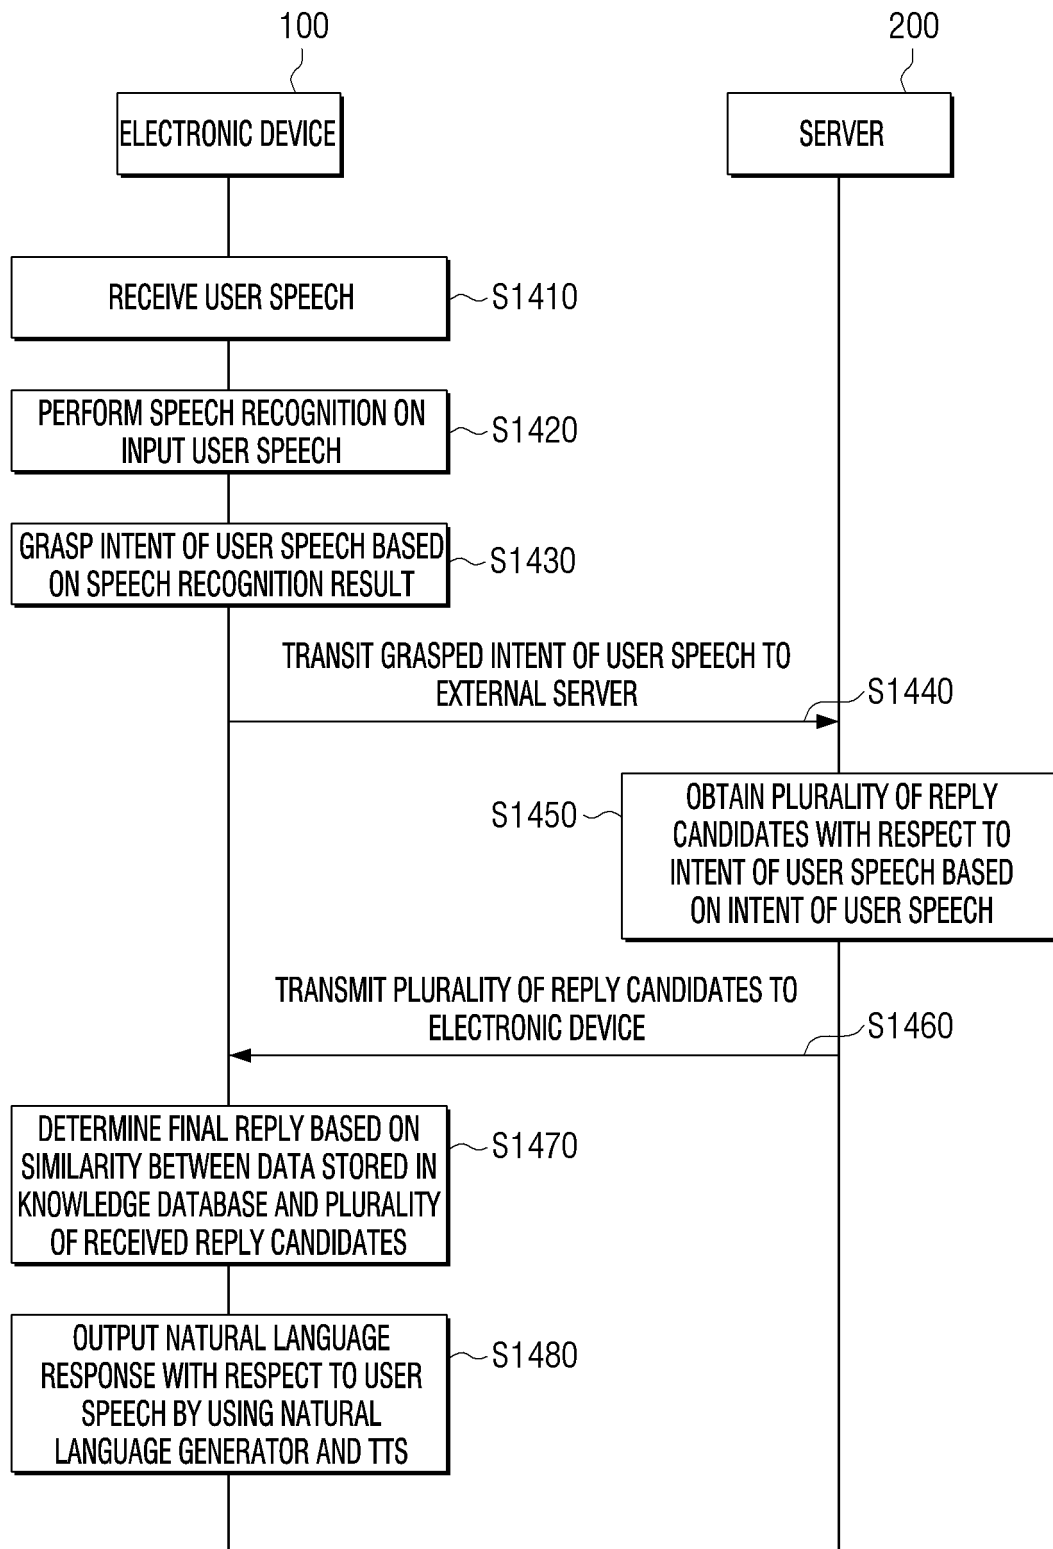 100
200
ELECTRONIC DEVICE
SERVER
RECEIVE USER SPEECH
S1410
PERFORM SPEECH RECOGNITION ON
INPUT USER SPEECH
S1420
GRASP INTENT OF USER SPEECH BASED
ON SPEECH RECOGNITION RESULT
S1430
TRANSIT GRASPED INTENT OF USER SPEECH TO
EXTERNAL SERVER
S1440
S1450
OBTAIN PLURALITY OF REPLY
CANDIDATES WITH RESPECT TO
INTENT OF USER SPEECH BASED
ON INTENT OF USER SPEECH
TRANSMIT PLURALITY OF REPLY CANDIDATES TO
ELECTRONIC DEVICE
S1460
DETERMINE FINAL REPLY BASED ON
SIMILARITY BETWEEN DATA STORED IN
KNOWLEDGE DATABASE AND PLURALITY
OF RECEIVED REPLY CANDIDATES
S1470
OUTPUT NATURAL LANGUAGE
RESPONSE WITH RESPECT TO USER
SPEECH BY USING NATURAL
LANGUAGE GENERATOR AND TTS
S1480